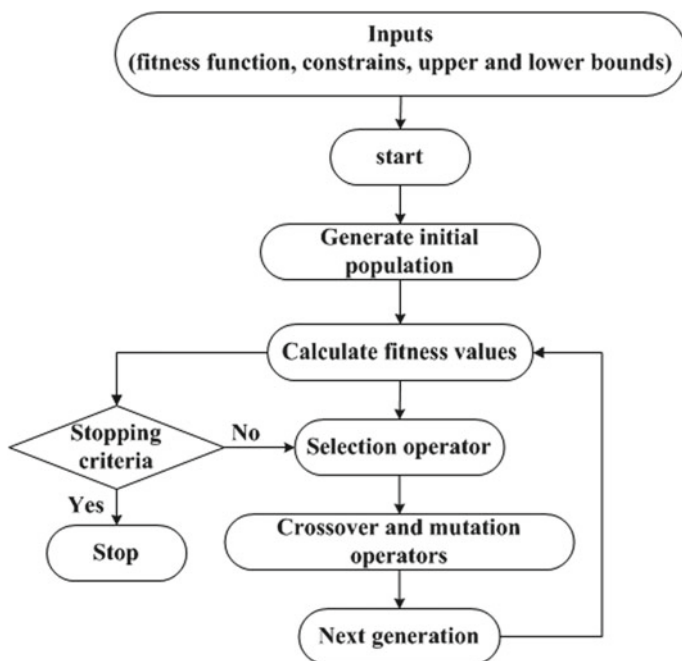 Inputs
(fitness function, constrains, upper and lower bounds)
start
Generate initial
population
Calculate fitness values
Stopping
criteria
No
Selection operator
Yes
Stop
Crossover and mutation
operators
Next generation